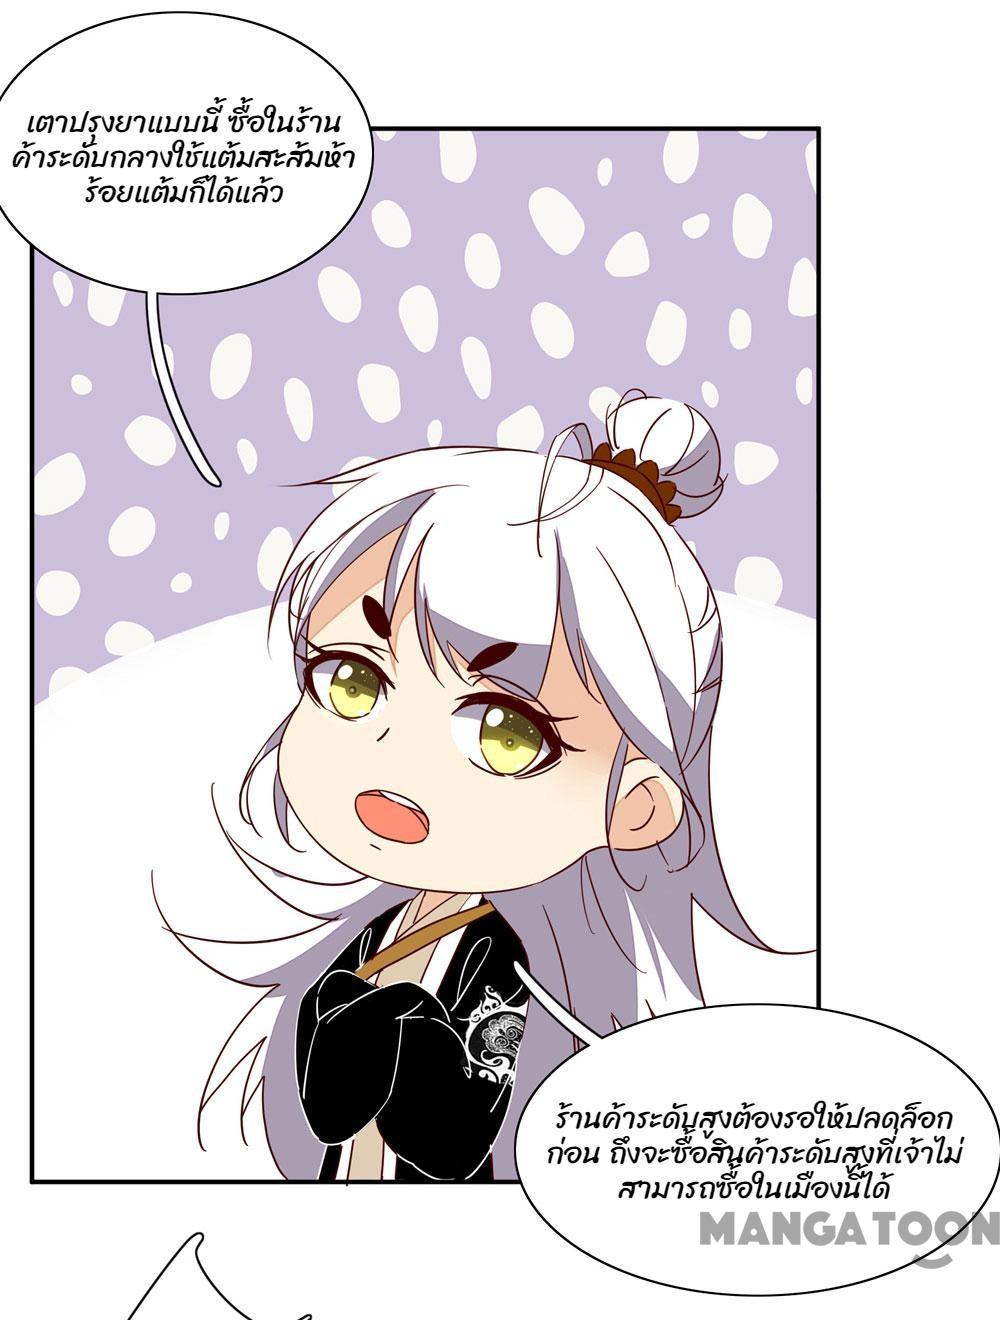 เตาปรุงยาแบบนี้ ซื้อในร้าน
ค้าระดับกลางใช้แต้มสะสมห้า
ร้อยแต้มก็ได้แล้ว
ร้านค้าระดับสูงต้องรอให้ปลดล็อก
ก่อน ถึงจะซื้อสินค้าระดับสูงที่เจ้าไม่
สามารถซื้อในเมืองนี้ได้
MANGATOON